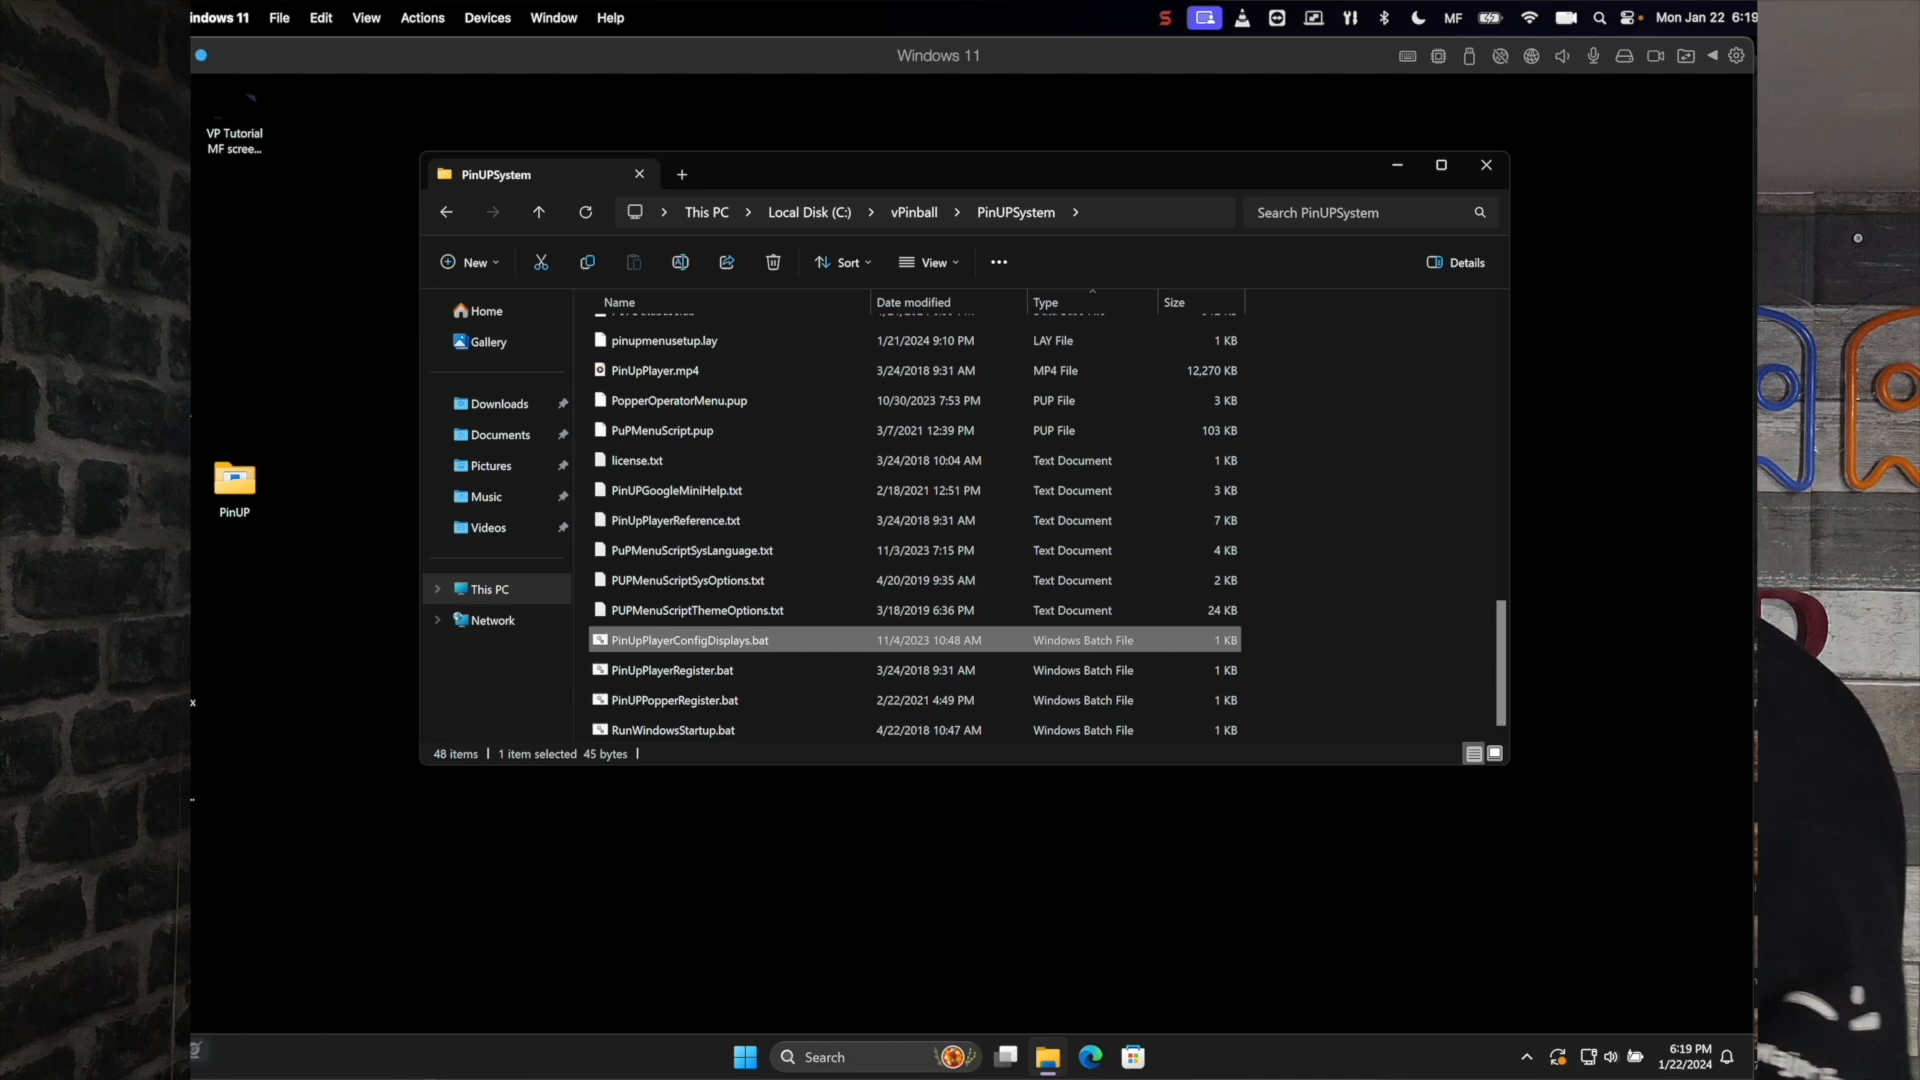 indows 11 File Edit View Actions Devices Window Help
S MF Mon Jan 22 6:19
Windows 11
VP Tutorial
MF scree...
PinUP
x
PinUPSystem
This PC Local Disk (C:) vPinball PinUPSystem
Search PinUPSystem
New Sort View Details
Home
Gallery
Downloads
Documents
Pictures
Music
Videos
This PC
Network
Name Date modified Type Size
pinupmenusetup.lay 1/21/2024 9:10 PM LAY File 1 KB
PinUpPlayer.mp4 3/24/2018 9:31 AM MP4 File 12,270 KB
PopperOperatorMenu.pup 10/30/2023 7:53 PM PUP File 3 KB
PuPMenuScript.pup 3/7/2021 12:39 PM PUP File 103 KB
license.txt 3/24/2018 10:04 AM Text Document 1 KB
PinUPGoogleMiniHelp.txt 2/18/2021 12:51 PM Text Document 3 KB
PinUpPlayerReference.txt 3/24/2018 9:31 AM Text Document 7 KB
PuPMenuScriptSysLanguage.txt 11/3/2023 7:15 PM Text Document 4 KB
PUPMenuScriptSysOptions.txt 4/20/2019 9:35 AM Text Document 2 KB
PUPMenuScriptThemeOptions.txt 3/18/2019 6:36 PM Text Document 24 KB
PinUpPlayerConfigDisplays.bat 11/4/2023 10:48 AM Windows Batch File 1 KB
PinUpPlayerRegister.bat 3/24/2018 9:31 AM Windows Batch File 1 KB
PinUPPopperRegister.bat 2/22/2021 4:49 PM Windows Batch File 1 KB
RunWindowsStartup.bat 4/22/2018 10:47 AM Windows Batch File 1 KB
48 items 1 item selected 45 bytes
Search
6:19 PM
1/22/2024